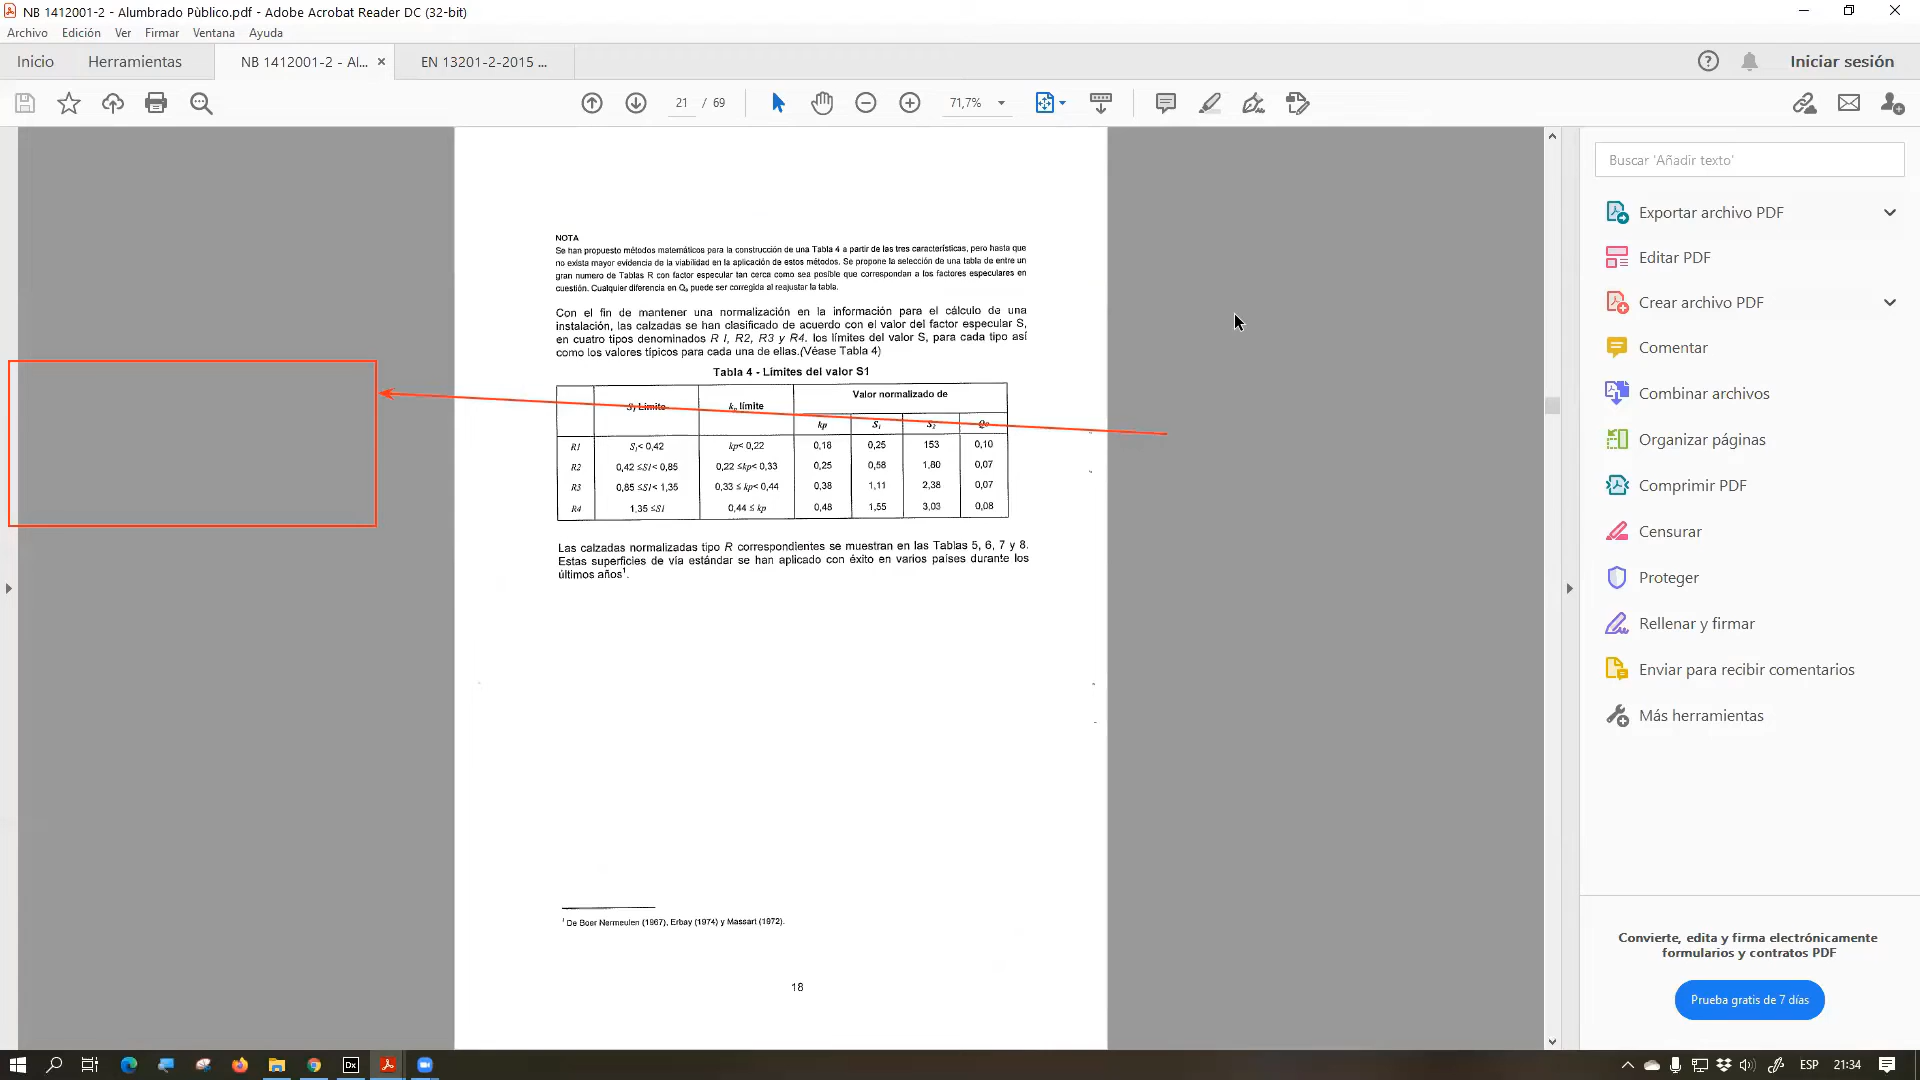 NB 1412001-2 - Alumbrado Pùblico.pdf - Adobe Acrobat Reader DC (32-bit)
Archivo Edición Ver Firmar Ventana Ayuda
Inicio Herramientas NB 1412001-2 - Al... × EN 13201-2-2015 ... Iniciar sesión
21 / 69 71,7%
NOTA
Se han propuesto métodos matemáticos para la construcción de una Tabla 4 a partir de las tres características, pero hasta que
no exista mayor evidencia de la viabilidad en la aplicación de estos métodos. Se propone la selección de una tabla de entre un
gran numero de Tablas R con factor especular tan cerca como sea posible que correspondan a los factores especulares en
cuestión. Cualquier diferencia en Q₀ puede ser corregida al reajustar la tabla.
Con el fin de mantener una normalización en la información para el cálculo de una
instalación, las calzadas se han clasificado de acuerdo con el valor del factor especular S,
en cuatro tipos denominados R I, R2, R3 y R4. los límites del valor S, para cada tipo así
como los valores típicos para cada una de ellas.(Véase Tabla 4)
Tabla 4 - Límites del valor S1
S₁ Límite kₚ límite Valor normalizado de
kp S₁ S₂ Qo
R1 S₁< 0,42 kp< 0,22 0,18 0,25 153 0,10
R2 0,42 ≤S1< 0,85 0,22 ≤kp< 0,33 0,25 0,58 1,80 0,07
R3 0,85 ≤S1< 1,35 0,33 ≤ kp< 0,44 0,38 1,11 2,38 0,07
R4 1,35 ≤S1 0,44 ≤ kp 0,48 1,55 3,03 0,08
Las calzadas normalizadas tipo R correspondientes se muestran en las Tablas 5, 6, 7 y 8.
Estas superficies de vía estándar se han aplicado con éxito en varios países durante los
últimos años¹.
¹ De Boer Nermeulen (1967), Erbay (1974) y Massart (1972).
18
Buscar 'Añadir texto'
Exportar archivo PDF
Editar PDF
Crear archivo PDF
Comentar
Combinar archivos
Organizar páginas
Comprimir PDF
Censurar
Proteger
Rellenar y firmar
Enviar para recibir comentarios
Más herramientas
Convierte, edita y firma electrónicamente
formularios y contratos PDF
Prueba gratis de 7 días
Dx
ESP 21:34